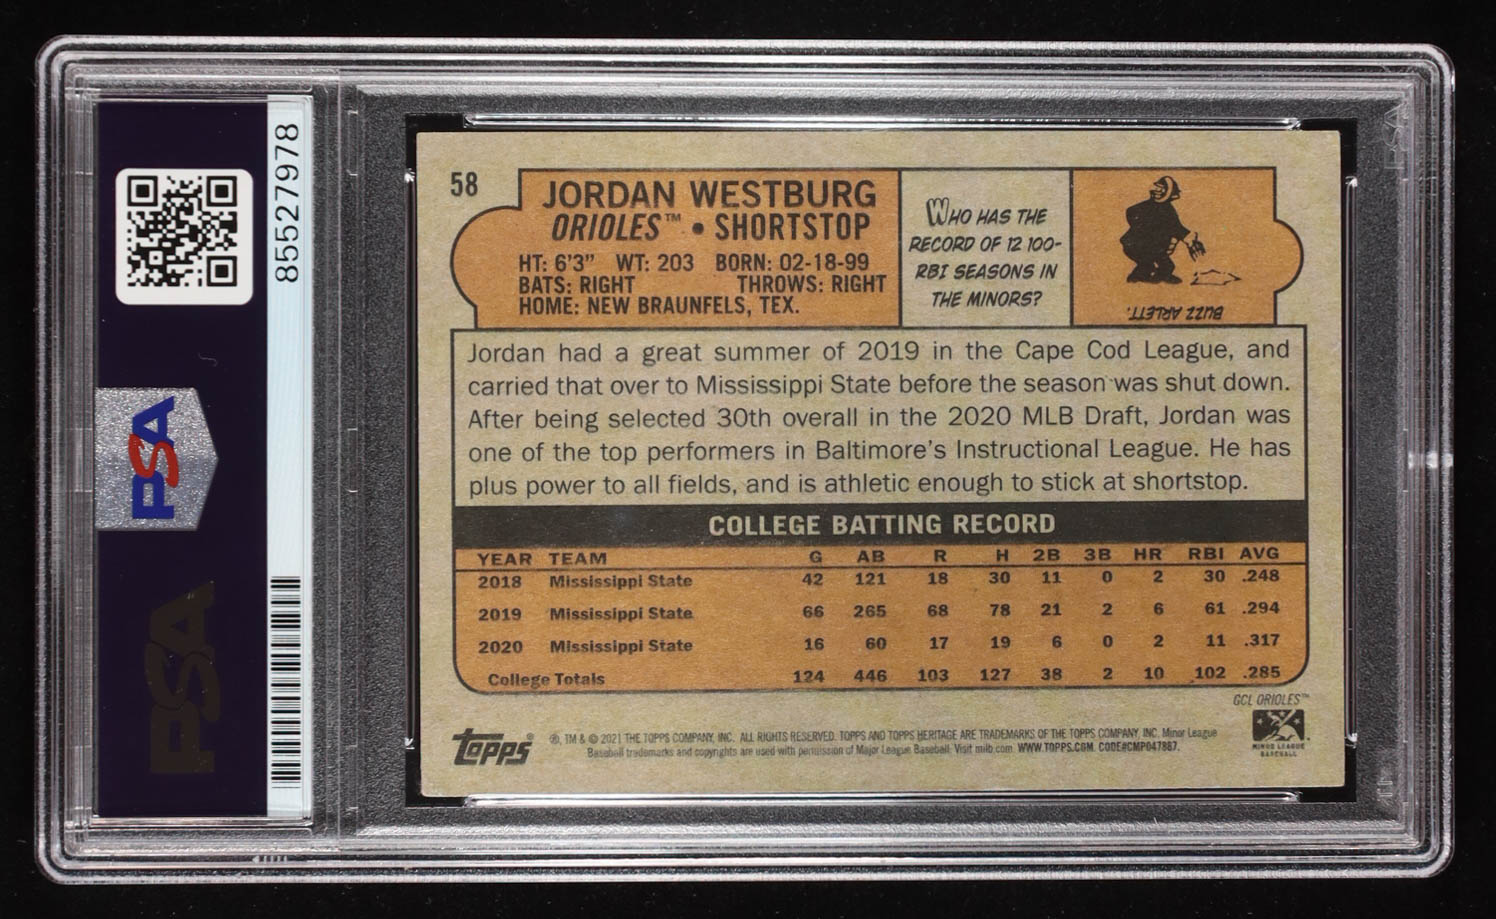 85527978
PSA
PSA
58
JORDAN WESTBURG
ORIOLES™ • SHORTSTOP
HT: 6'3" WT: 203 BORN: 02-18-99
BATS: RIGHT THROWS: RIGHT
HOME: NEW BRAUNFELS, TEX.
WHO HAS THE
RECORD OF 12 100-
RBI SEASONS IN
THE MINORS?
BUZZ ARLETT.
Jordan had a great summer of 2019 in the Cape Cod League, and
carried that over to Mississippi State before the season was shut down.
After being selected 30th overall in the 2020 MLB Draft, Jordan was
one of the top performers in Baltimore's Instructional League. He has
plus power to all fields, and is athletic enough to stick at shortstop.
COLLEGE BATTING RECORD
YEAR TEAM G AB R H 2B 3B HR RBI AVG
2018 Mississippi State 42 121 18 30 11 0 2 30 .248
2019 Mississippi State 66 265 68 78 21 2 6 61 .294
2020 Mississippi State 16 60 17 19 6 0 2 11 .317
College Totals 124 446 103 127 38 2 10 102 .285
GCL ORIOLES™
MINOR LEAGUE
BASEBALL
Topps®
®, TM & © 2021 THE TOPPS COMPANY, INC. ALL RIGHTS RESERVED. TOPPS AND TOPPS HERITAGE ARE TRADEMARKS OF THE TOPPS COMPANY, INC. Minor League
Baseball trademarks and copyrights are used with permission of Major League Baseball. Visit milb.com. WWW.TOPPS.COM. CODE#CMP047887.